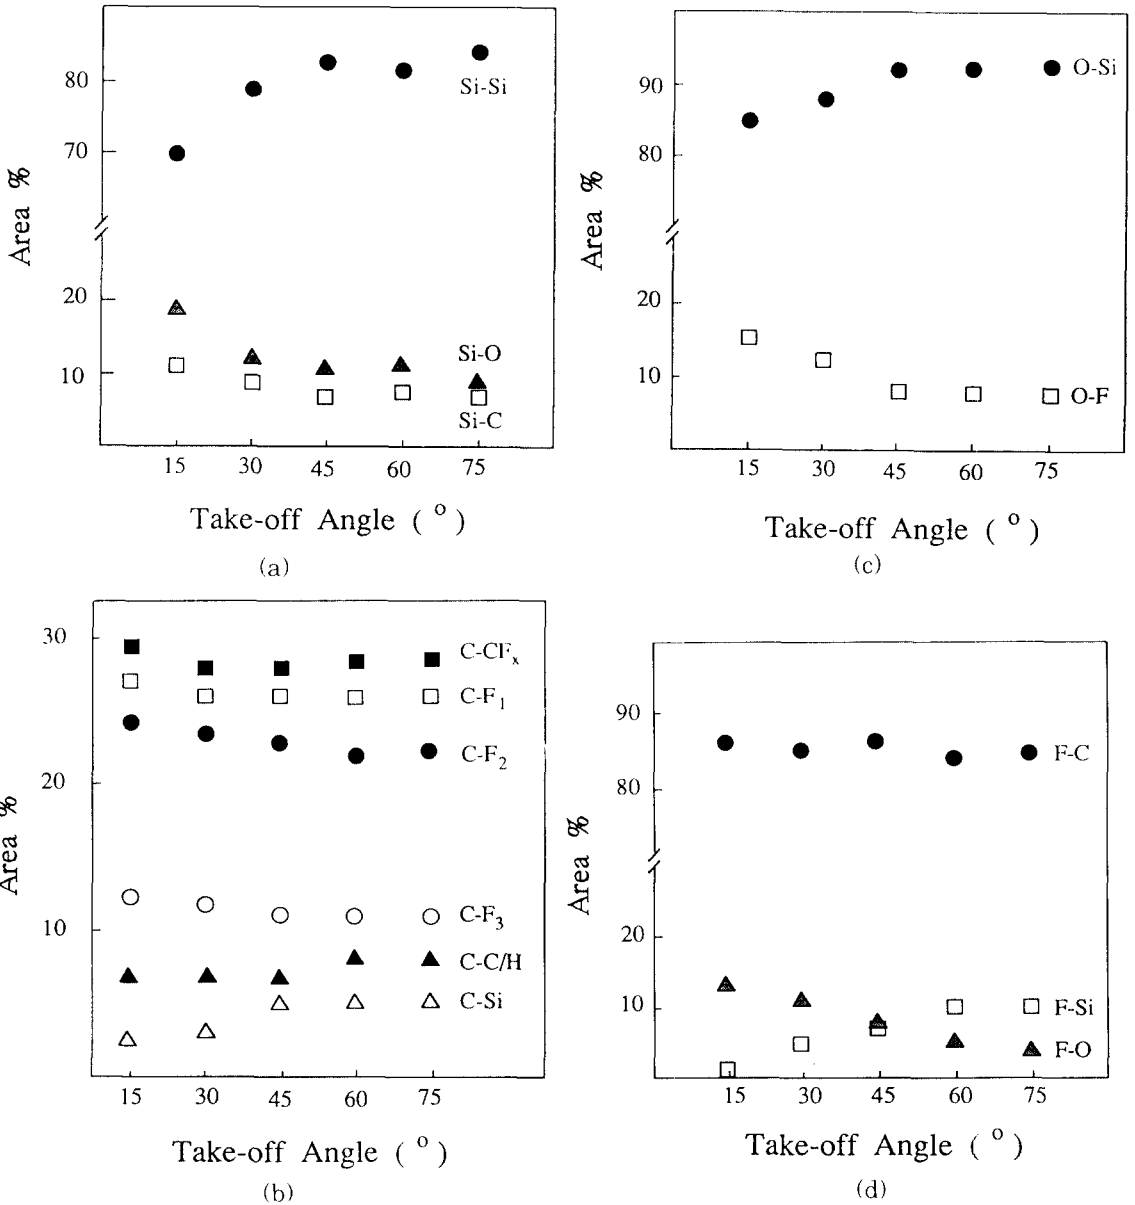 80
70
20
10
Area %
Si-Si
Si-O
Si-C
15 30 45 60 75
Take-off Angle ( o )
(a)
90
80
20
10
Area %
O-Si
O-F
15 30 45 60 75
Take-off Angle ( o )
(c)
30
20
10
Area %
C-CFx
C-F1
C-F2
C-F3
C-C/H
C-Si
15 30 45 60 75
Take-off Angle ( o )
(b)
90
80
20
10
Area %
F-C
F-Si
F-O
15 30 45 60 75
Take-off Angle ( o )
(d)